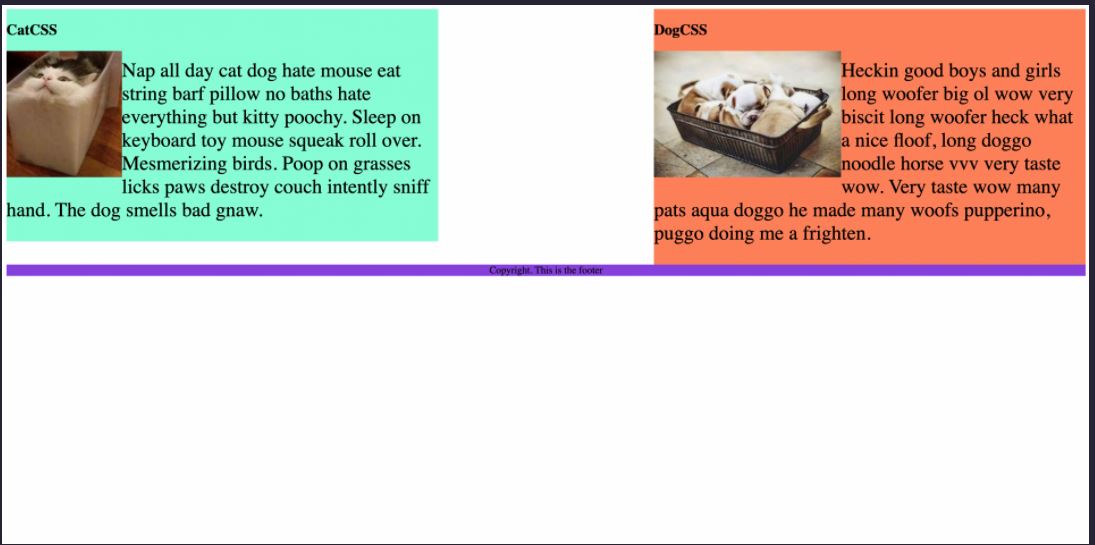 CatCSS
Nap all day cat dog hate mouse eat
string barf pillow no baths hate
everything but kitty poochy. Sleep on
keyboard toy mouse squeak roll over.
Mesmerizing birds. Poop on grasses
licks paws destroy couch intently sniff
hand. The dog smells bad gnaw.
DogCSS
Heckin good boys and girls
long woofer big ol wow very
biscit long woofer heck what
a nice floof, long doggo
noodle horse vvv very taste
wow. Very taste wow many
pats aqua doggo he made many woofs pupperino,
puggo doing me a frighten.
Copyright. This is the footer